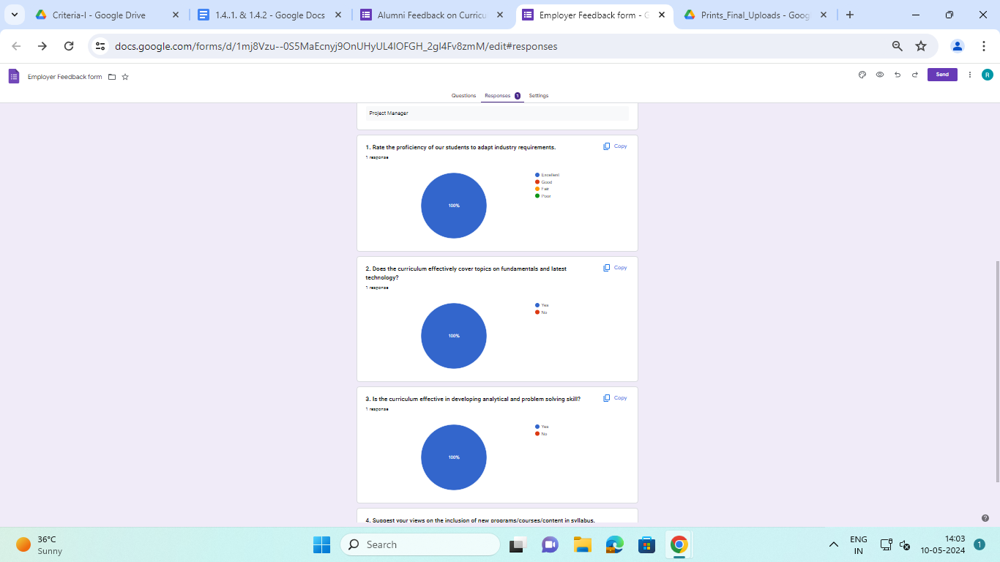 Criteria-I - Google Drive
1.4..1. & 1.4.2 - Google Docs
Alumni Feedback on Curricu
Employer Feedback form - G
Prints_Final_Uploads - Goog
docs.google.com/forms/d/1mj8Vzu--0S5MaEcnyj9OnUHyUL4lOFGH_2gl4Fv8zmM/edit#responses
Employer Feedback form
Send
R
Questions
Responses 1
Settings
Project Manager
1. Rate the proficiency of our students to adapt industry requirements.
Copy
1 response
Excellent
Good
Fair
Poor
100%
2. Does the curriculum effectively cover topics on fundamentals and latest
technology?
Copy
1 response
Yes
No
100%
3. Is the curriculum effective in developing analytical and problem solving skill?
Copy
1 response
Yes
No
100%
4. Suggest your views on the inclusion of new programs/courses/content in syllabus.
36°C
Sunny
Search
ENG
IN
14:03
10-05-2024
1